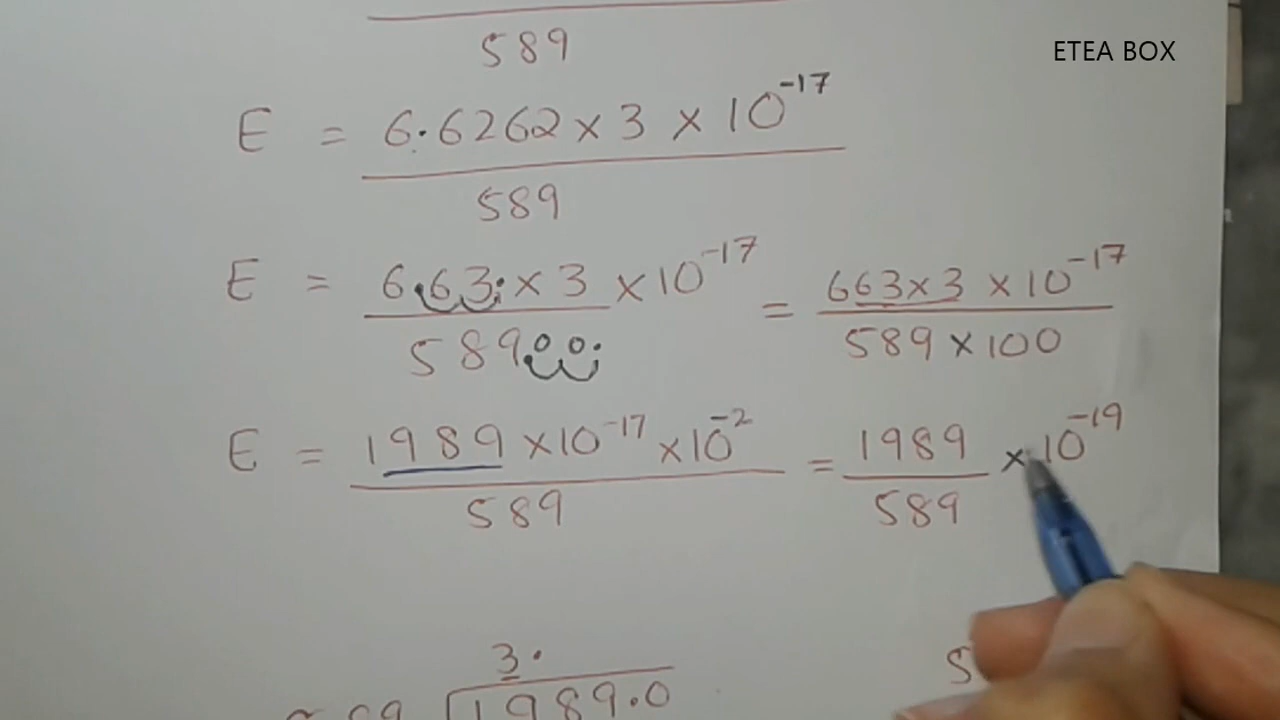 ETEA BOX
589
E = 6.6262 × 3 × 10⁻¹⁷
589
E = 6.63. × 3 × 10⁻¹⁷ = 663 × 3 × 10⁻¹⁷
58900. 589 × 100
E = 1989 × 10⁻¹⁷ × 10⁻² = 1989 × 10⁻¹⁹
589 589
3.
1989.0